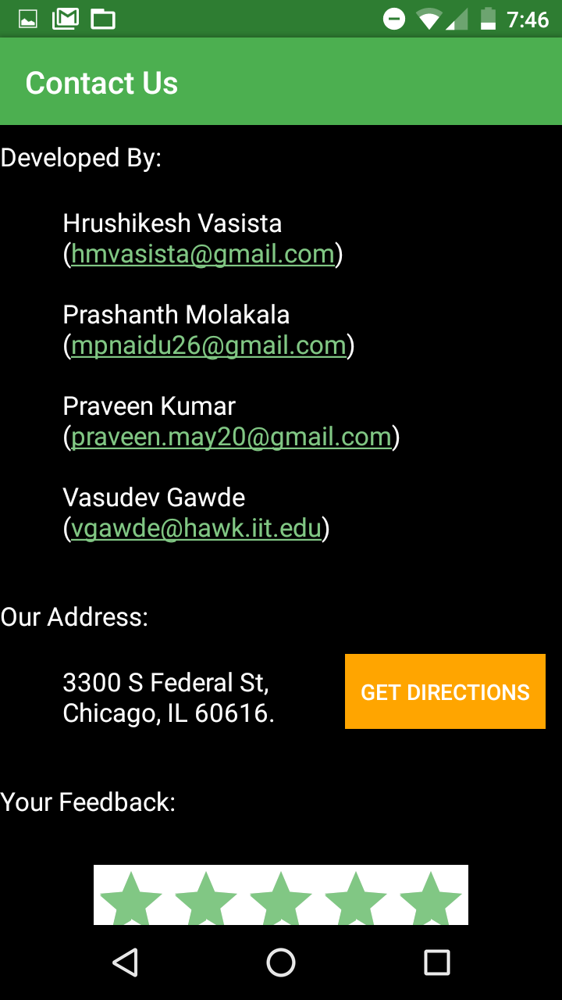 7:46
Contact Us
Developed By:
Hrushikesh Vasista
(hmvasista@gmail.com)
Prashanth Molakala
(mpnaidu26@gmail.com)
Praveen Kumar
(praveen.may20@gmail.com)
Vasudev Gawde
(vgawde@hawk.iit.edu)
Our Address:
3300 S Federal St,
Chicago, IL 60616.
GET DIRECTIONS
Your Feedback: